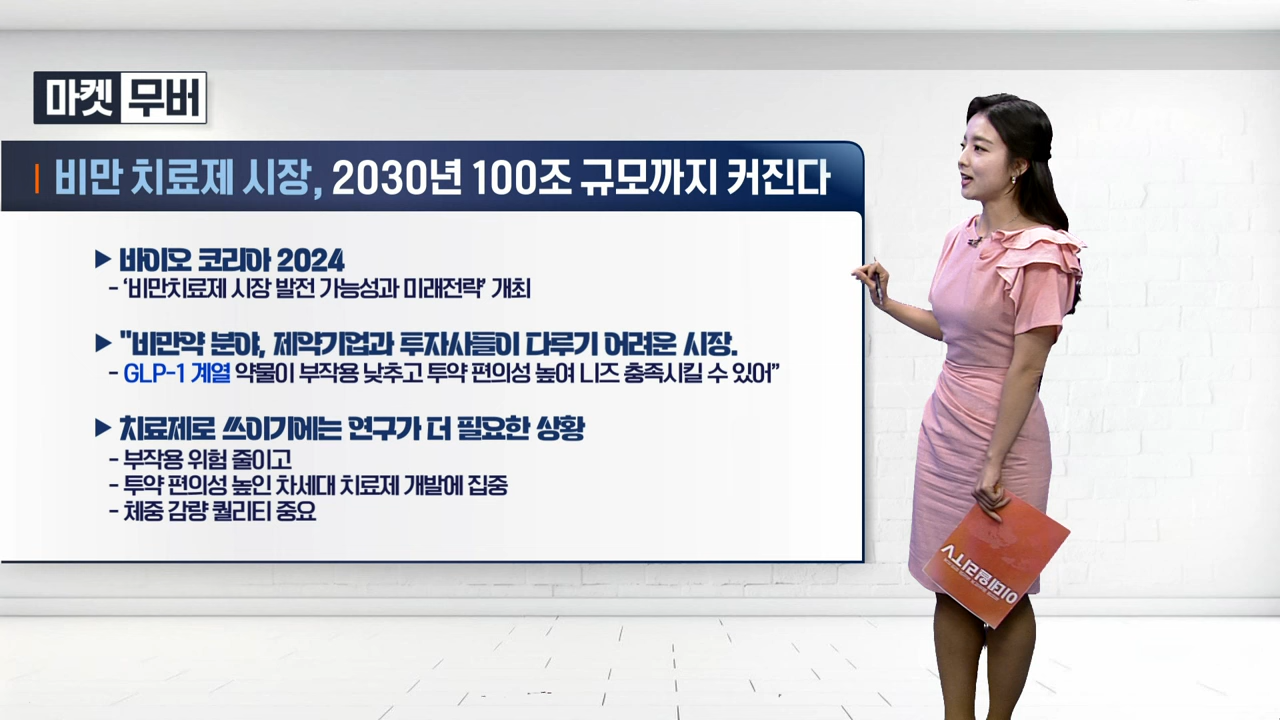 마켓 무버
비만 치료제 시장, 2030년 100조 규모까지 커진다
▶ 바이오 코리아 2024
- ‘비만치료제 시장 발전 가능성과 미래전략’ 개최
▶ "비만약 분야, 제약기업과 투자사들이 다루기 어려운 시장.
- GLP-1 계열 약물이 부작용 낮추고 투약 편의성 높여 니즈 충족시킬 수 있어”
▶ 치료제로 쓰이기에는 연구가 더 필요한 상황
- 부작용 위험 줄이고
- 투약 편의성 높인 차세대 치료제 개발에 집중
- 체중 감량 퀄리티 중요
이데일리TV